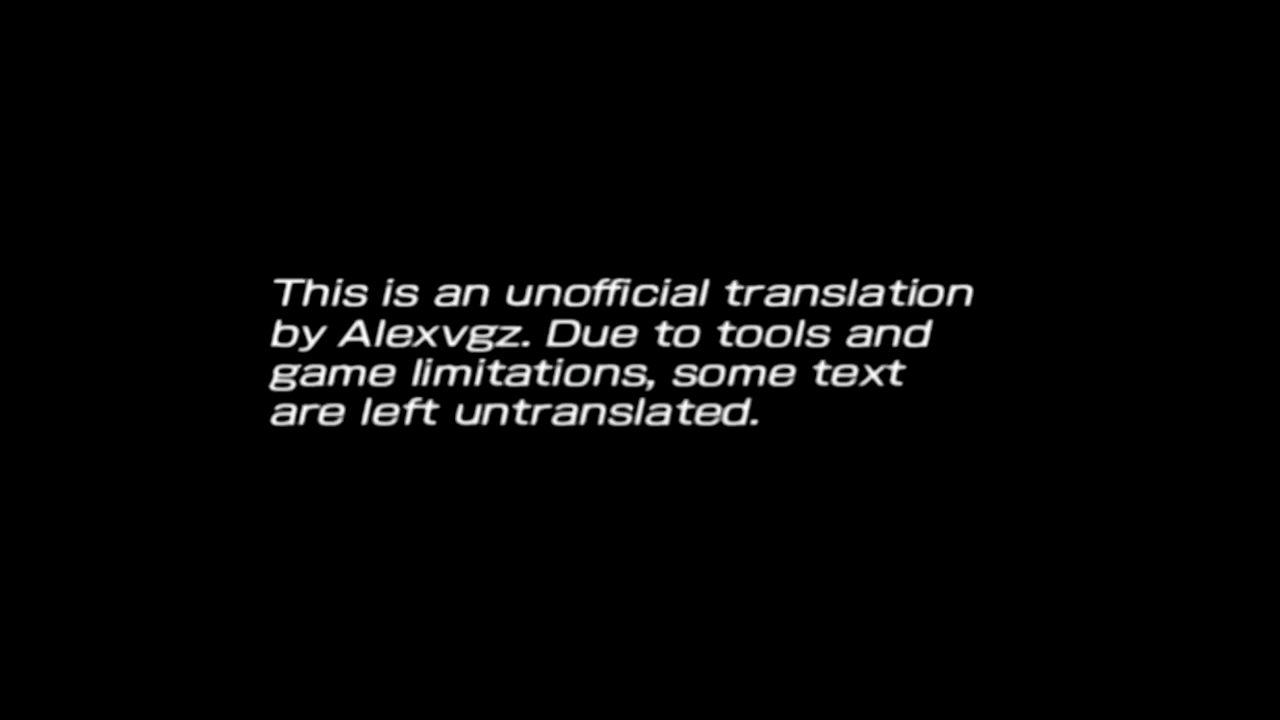 This is an unofficial translation
by Alexvgz. Due to tools and
game limitations, some text
are left untranslated.